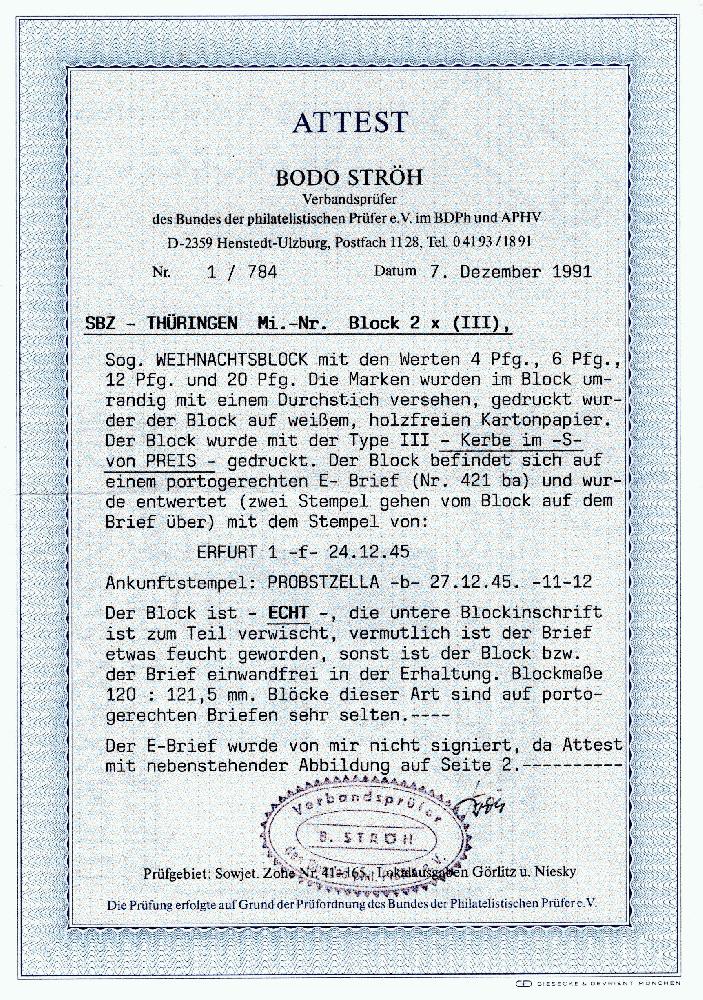 ATTEST
BODO STRÖH
Verbandsprüfer
des Bundes der philatelistischen Prüfer e.V. im BDPh und APHV
D-2359 Henstedt-Ulzburg, Postfach 1128, Tel. 04193/1891
Nr. 1 / 784 Datum 7. Dezember 1991
SBZ - THÜRINGEN Mi.-Nr. Block 2 x (III),
Sog. WEIHNACHTSBLOCK mit den Werten 4 Pfg., 6 Pfg.,
12 Pfg. und 20 Pfg. Die Marken wurden im Block um-
randig mit einem Durchstich versehen, gedruckt wur-
der der Block auf weißem, holzfreien Kartonpapier.
Der Block wurde mit der Type III - Kerbe im -S-
von PREIS - gedruckt. Der Block befindet sich auf
einem portogerechten E- Brief (Nr. 421 ba) und wur-
de entwertet (zwei Stempel gehen vom Block auf dem
Brief über) mit dem Stempel von:
ERFURT 1 -f- 24.12.45
Ankunftstempel: PROBSTZELLA -b- 27.12.45. -11-12
Der Block ist - ECHT -, die untere Blockinschrift
ist zum Teil verwischt, vermutlich ist der Brief
etwas feucht geworden, sonst ist der Block bzw.
der Brief einwandfrei in der Erhaltung. Blockmaße
120 : 121,5 mm. Blöcke dieser Art sind auf porto-
gerechten Briefen sehr selten.----
Der E-Brief wurde von mir nicht signiert, da Attest
mit nebenstehender Abbildung auf Seite 2.----------
Verbandsprüfer
B. STRÖH
Prüfgebiet: Sowjet. Zone Nr. 41-165, Lokalausgaben Görlitz u. Niesky
Die Prüfung erfolgte auf Grund der Prüfordnung des Bundes der Philatelistischen Prüfer e.V.
GIESECKE & DEVRIENT MÜNCHEN